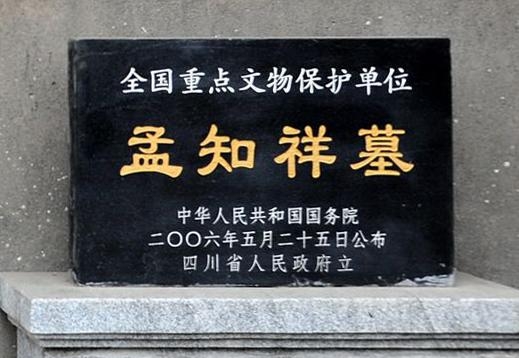 全国重点文物保护单位
孟知祥墓
中华人民共和国国务院
二〇〇六年五月二十五日公布
四川省人民政府立